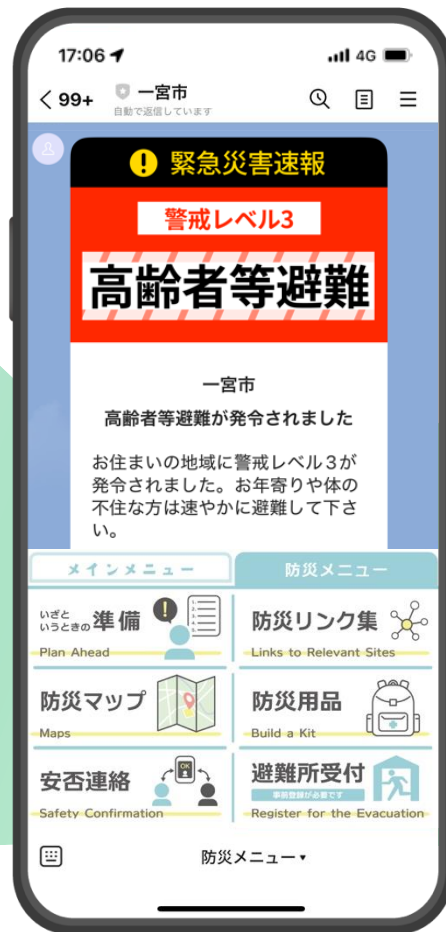 17:06
4G
99+
一宮市
自動で返信しています
緊急災害速報
警戒レベル3
高齢者等避難
一宮市
高齢者等避難が発令されました
お住まいの地域に警戒レベル3が
発令されました。お年寄りや体の
不住な方は速やかに避難して下さ
い。
メインメニュー
防災メニュー
いざと
いうときの準備
Plan Ahead
防災リンク集
Links to Relevant Sites
防災マップ
Maps
防災用品
Build a Kit
安否連絡
OK
Safety Confirmation
避難所受付
事前登録が必要です
Register for the Evacuation
防災メニュー▾